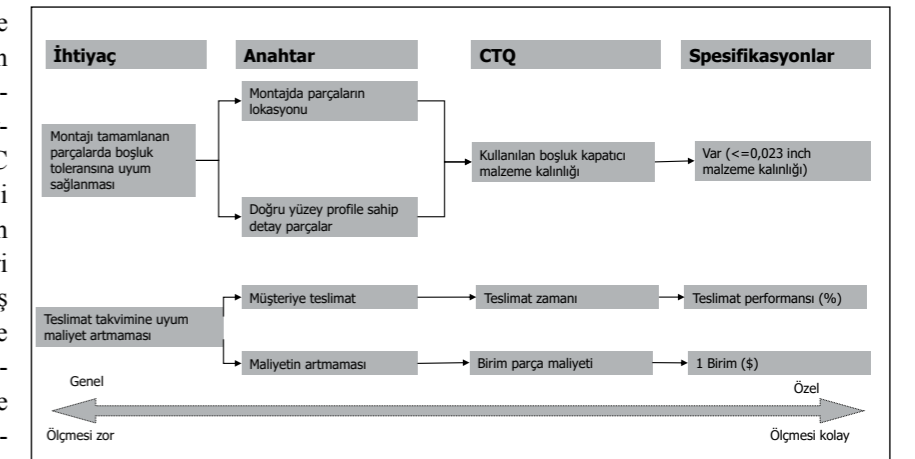 e
n
-
-
C
i
n
i
ş
e
-
e
-
İhtiyaç
Anahtar
CTQ
Spesifikasyonlar
Montajı tamamlanan
parçalarda boşluk
toleransına uyum
sağlanması
Montajda parçaların
lokasyonu
Doğru yüzey profile sahip
detay parçalar
Kullanılan boşluk kapatıcı
malzeme kalınlığı
Var (<=0,023 inch
malzeme kalınlığı)
Teslimat takvimine uyum
maliyet artmaması
Müşteriye teslimat
Teslimat zamanı
Teslimat performansı (%)
Maliyetin artmaması
Birim parça maliyeti
1 Birim ($)
Genel
Özel
Ölçmesi zor
Ölçmesi kolay